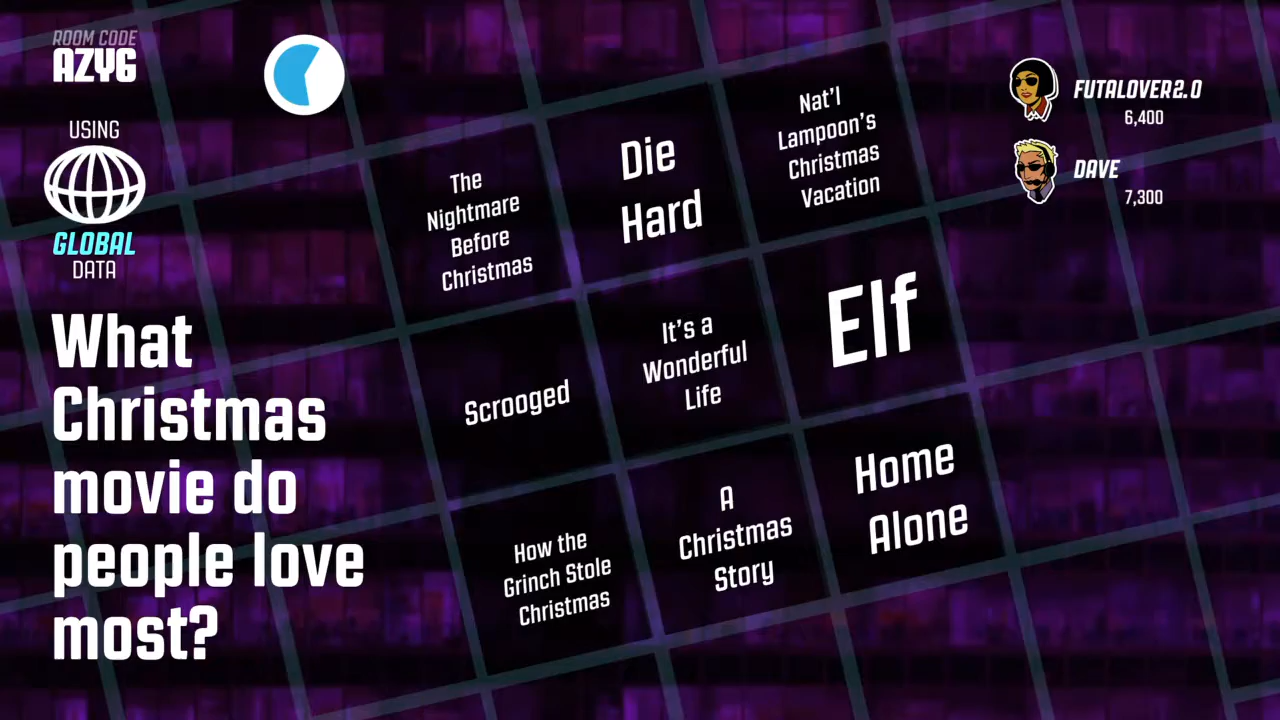 ROOM CODE
AZYG
USING
GLOBAL
DATA
What
Christmas
movie do
people love
most?
The
Nightmare
Before
Christmas
Die
Hard
Nat'l
Lampoon's
Christmas
Vacation
Scrooged
It's a
Wonderful
Life
Elf
How the
Grinch Stole
Christmas
A
Christmas
Story
Home
Alone
FUTALOVER2.0
6,400
DAVE
7,300